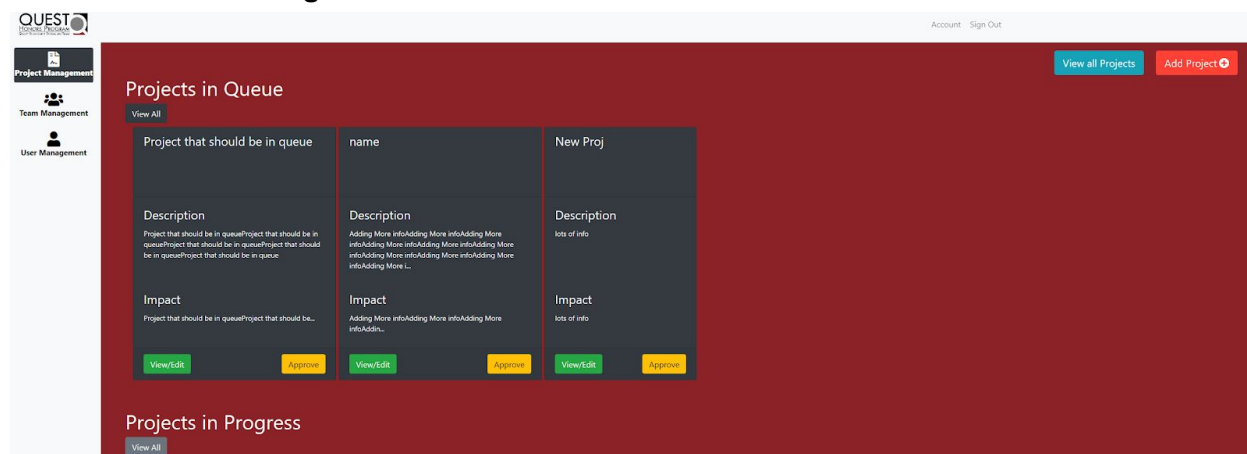 QUEST
HONORS PROGRAM
Account Sign Out
Project Management
Team Management
User Management
View all Projects
Add Project
Projects in Queue
View All
Project that should be in queue
Description
Project that should be in queueProject that should be in
queueProject that should be in queueProject that should
be in queueProject that should be in queue
Impact
Project that should be in queueProject that should be...
View/Edit
Approve
name
Description
Adding More infoAdding More infoAdding More
infoAdding More infoAdding More infoAdding More
infoAdding More infoAdding More infoAdding More
infoAdding More i...
Impact
Adding More infoAdding More infoAdding More
infoAddin...
View/Edit
Approve
New Proj
Description
lots of info
Impact
lots of info
View/Edit
Approve
Projects in Progress
View All